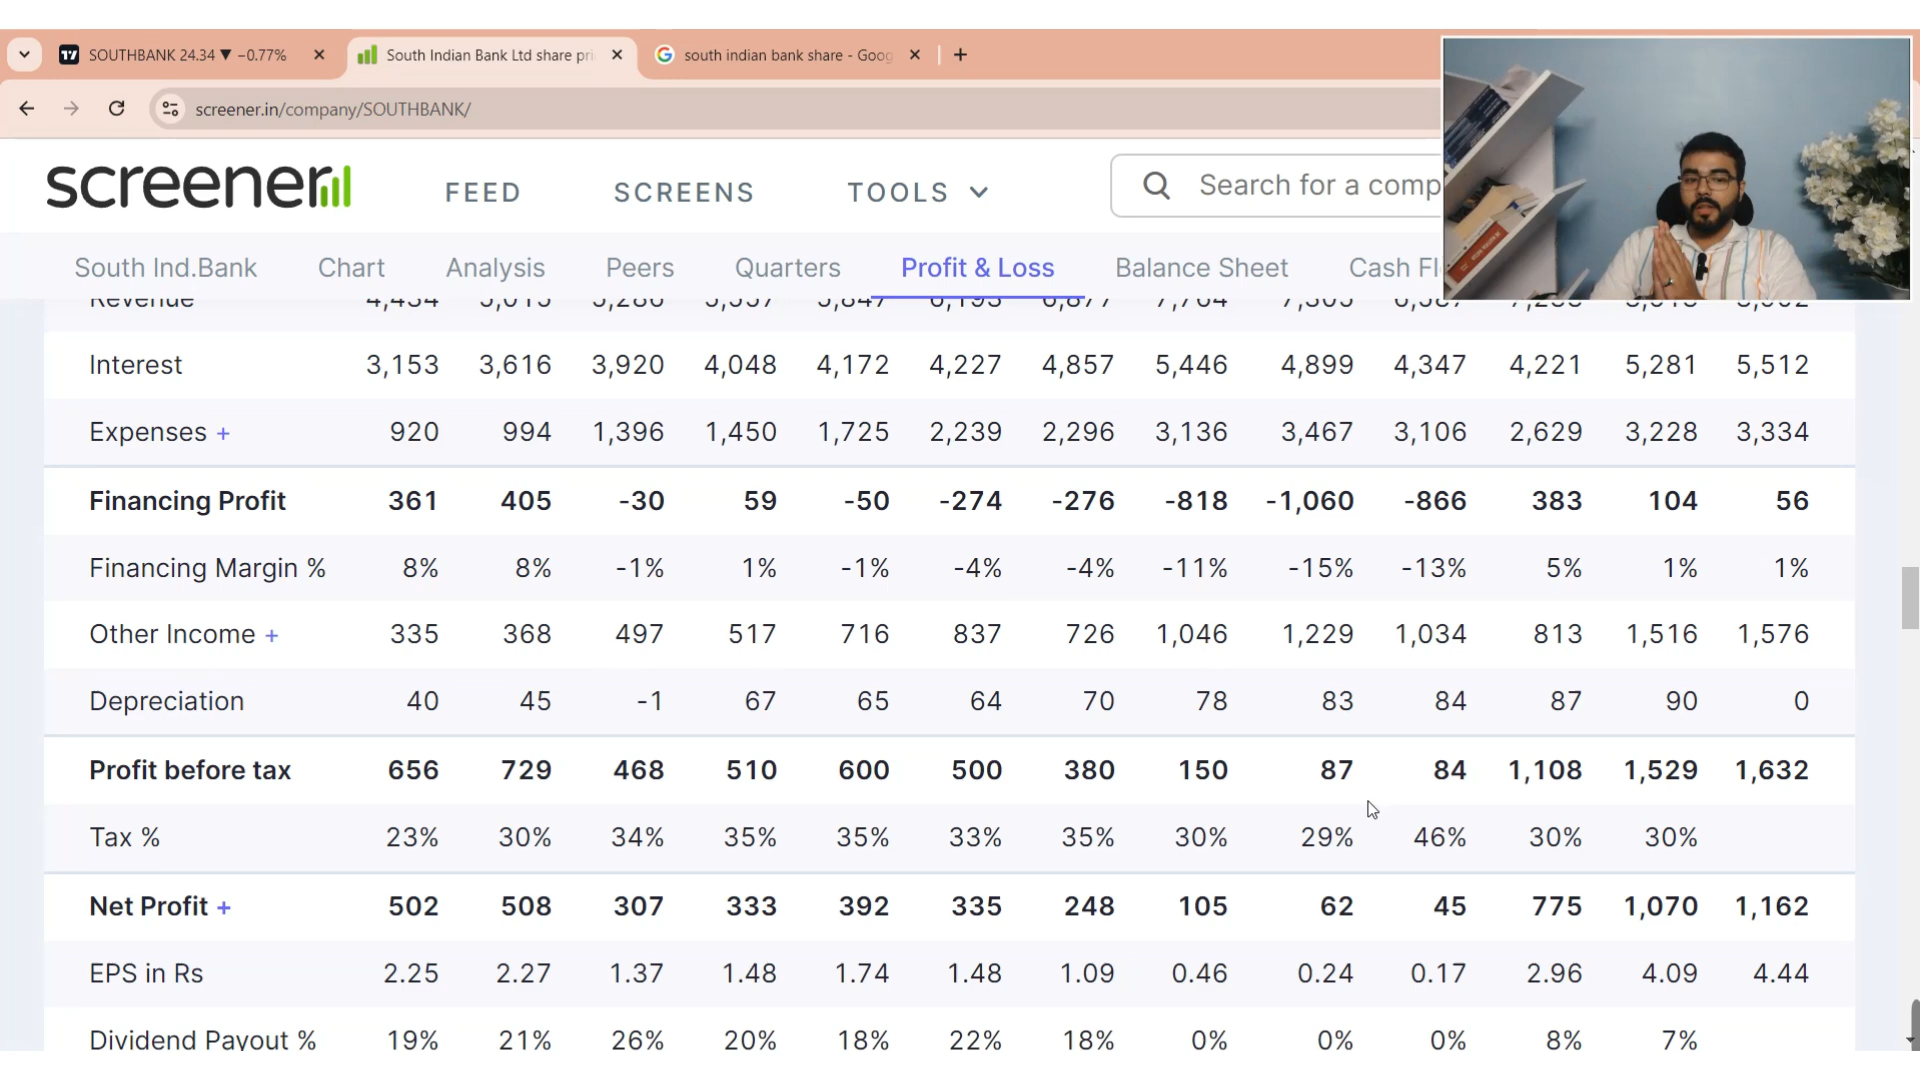 SOUTHBANK 24.34 ▼ −0.77%
South Indian Bank Ltd share pri
south indian bank share - Goog
screener.in/company/SOUTHBANK/
screener
FEED SCREENS TOOLS
Search for a comp
South Ind.Bank Chart Analysis Peers Quarters Profit & Loss Balance Sheet Cash Fl
Revenue
Interest 3,153 3,616 3,920 4,048 4,172 4,227 4,857 5,446 4,899 4,347 4,221 5,281 5,512
Expenses + 920 994 1,396 1,450 1,725 2,239 2,296 3,136 3,467 3,106 2,629 3,228 3,334
Financing Profit 361 405 -30 59 -50 -274 -276 -818 -1,060 -866 383 104 56
Financing Margin % 8% 8% -1% 1% -1% -4% -4% -11% -15% -13% 5% 1% 1%
Other Income + 335 368 497 517 716 837 726 1,046 1,229 1,034 813 1,516 1,576
Depreciation 40 45 -1 67 65 64 70 78 83 84 87 90 0
Profit before tax 656 729 468 510 600 500 380 150 87 84 1,108 1,529 1,632
Tax % 23% 30% 34% 35% 35% 33% 35% 30% 29% 46% 30% 30%
Net Profit + 502 508 307 333 392 335 248 105 62 45 775 1,070 1,162
EPS in Rs 2.25 2.27 1.37 1.48 1.74 1.48 1.09 0.46 0.24 0.17 2.96 4.09 4.44
Dividend Payout % 19% 21% 26% 20% 18% 22% 18% 0% 0% 0% 8% 7%